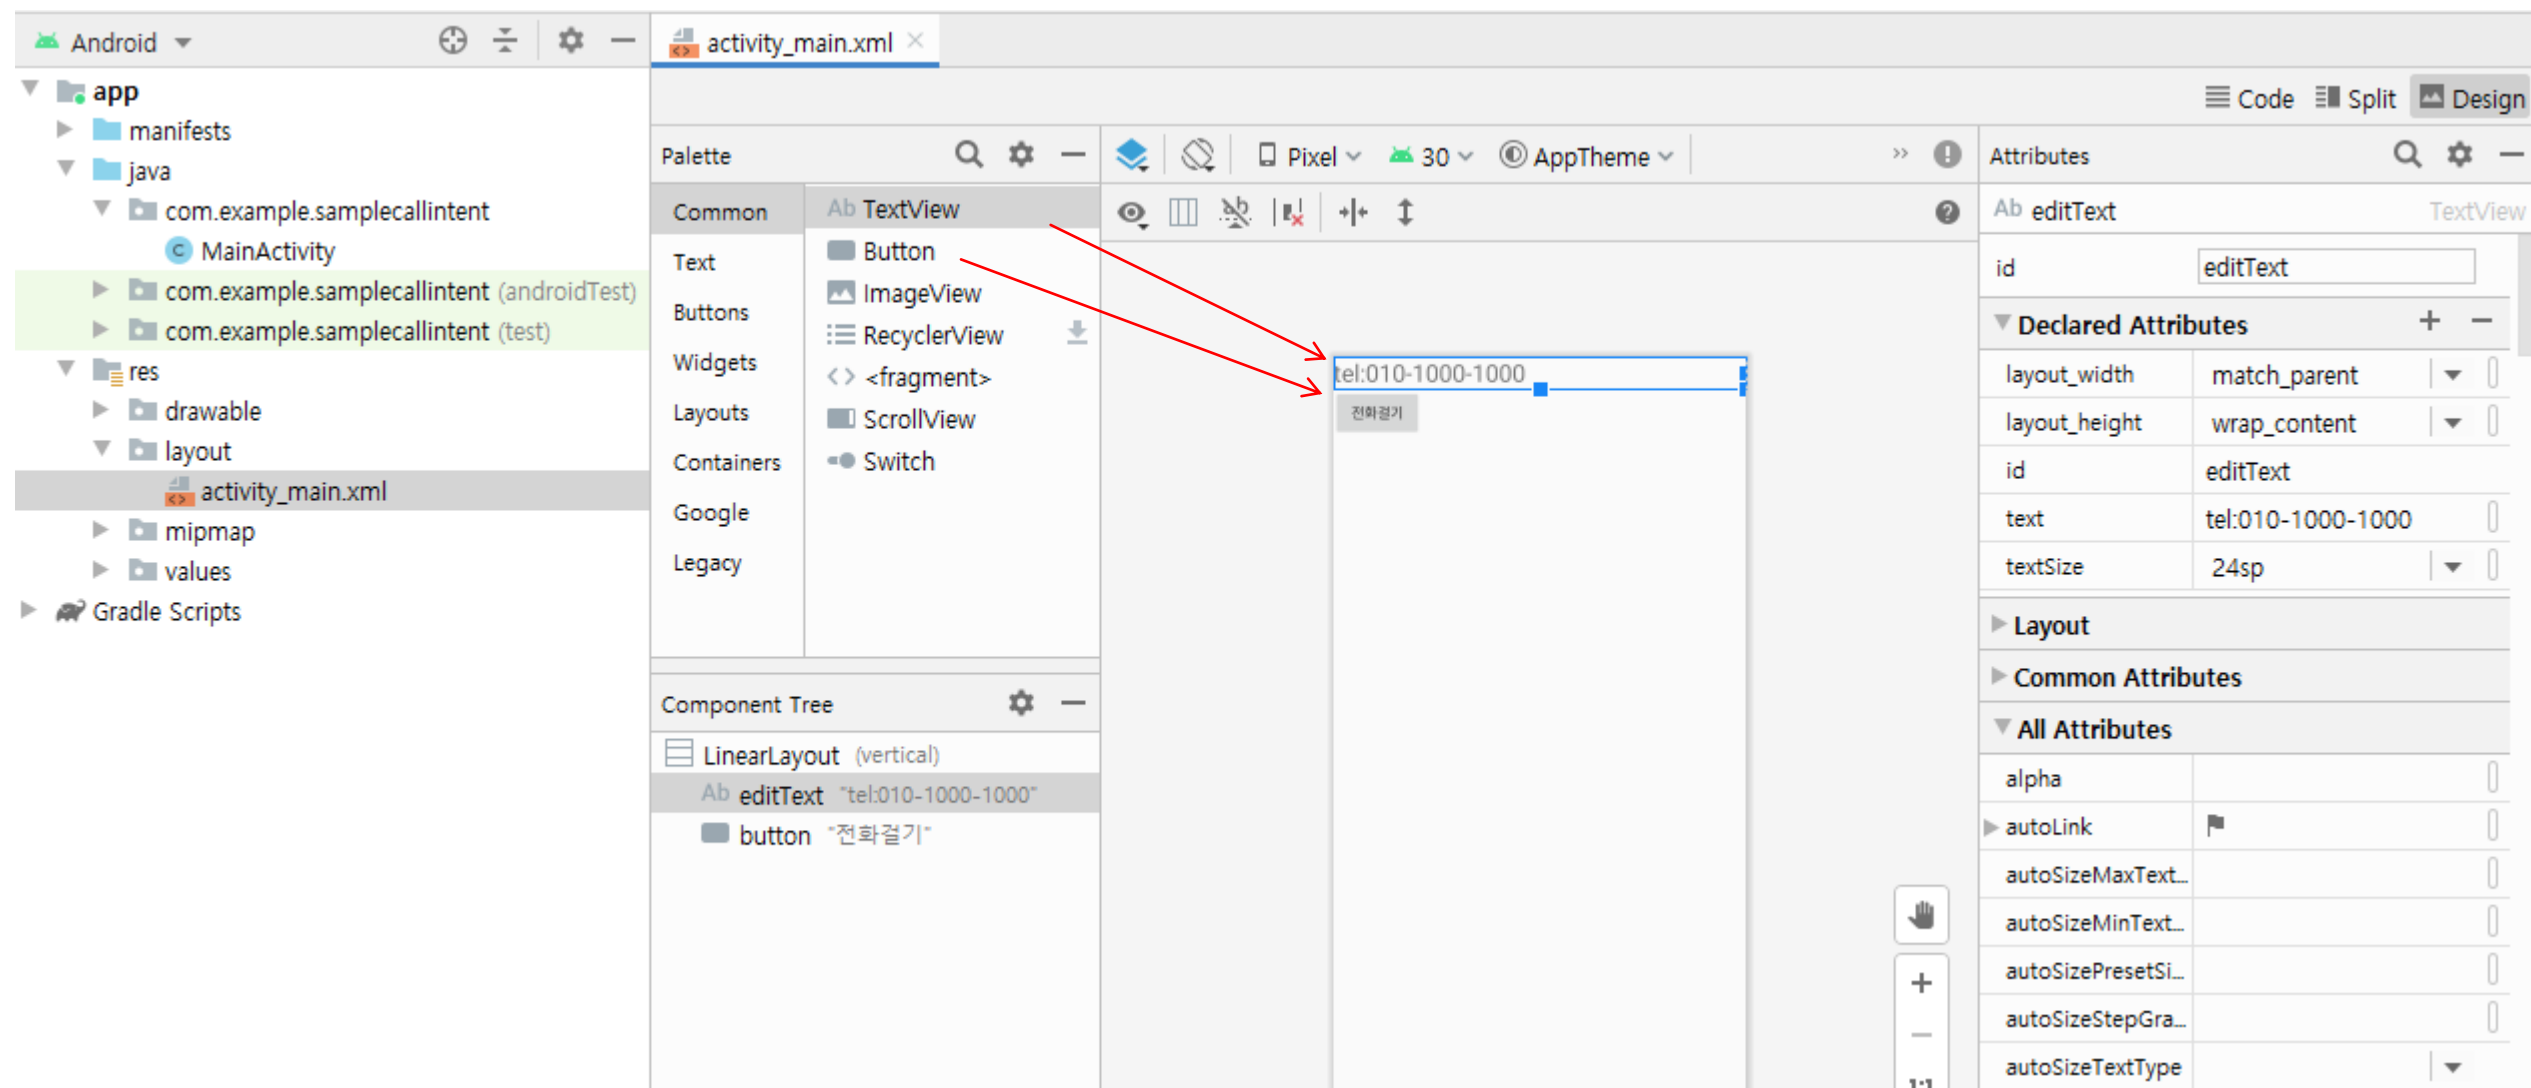 Android
app
manifests
java
com.example.samplecallintent
MainActivity
com.example.samplecallintent (androidTest)
com.example.samplecallintent (test)
res
drawable
layout
activity_main.xml
mipmap
values
Gradle Scripts
activity_main.xml
Code Split Design
Palette
Common
Text
Buttons
Widgets
Layouts
Containers
Google
Legacy
Ab TextView
Button
ImageView
RecyclerView
<fragment>
ScrollView
Switch
Component Tree
LinearLayout (vertical)
Ab editText "tel:010-1000-1000"
button "전화걸기"
Pixel 30 AppTheme
tel:010-1000-1000
전화걸기
1:1
Attributes
Ab editText TextView
id editText
Declared Attributes
layout_width match_parent
layout_height wrap_content
id editText
text tel:010-1000-1000
textSize 24sp
Layout
Common Attributes
All Attributes
alpha
autoLink
autoSizeMaxText...
autoSizeMinText...
autoSizePresetSi...
autoSizeStepGra...
autoSizeTextType